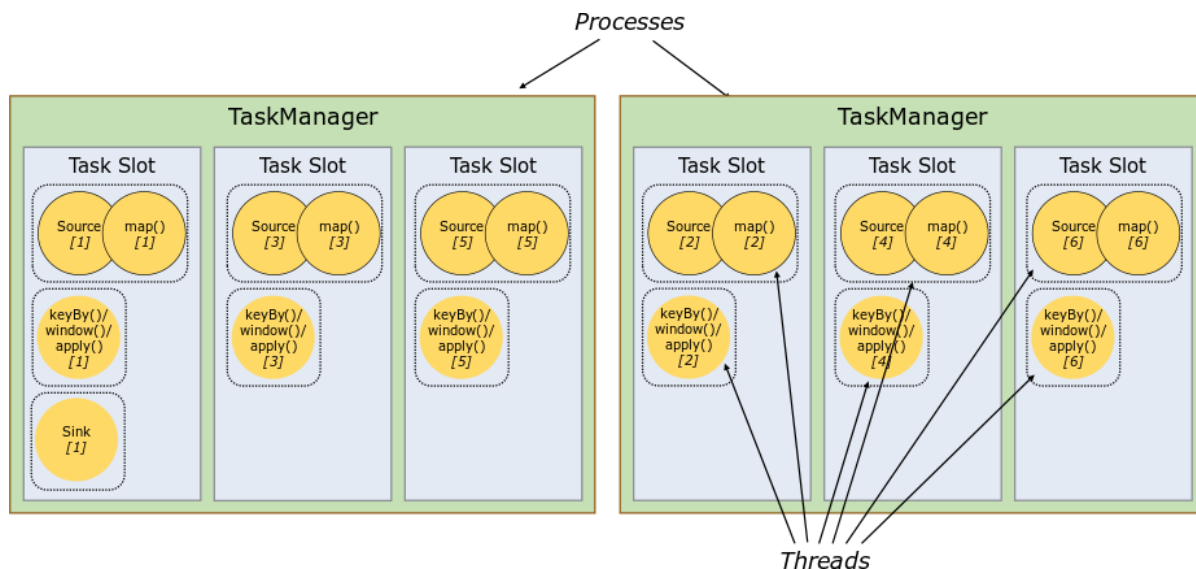 Processes
TaskManager
Task Slot
Source
[1]
map()
[1]
keyBy()/
window()/
apply()
[1]
Sink
[1]
Task Slot
Source
[3]
map()
[3]
keyBy()/
window()/
apply()
[3]
Task Slot
Source
[5]
map()
[5]
keyBy()/
window()/
apply()
[5]
TaskManager
Task Slot
Source
[2]
map()
[2]
keyBy()/
window()/
apply()
[2]
Task Slot
Source
[4]
map()
[4]
keyBy()/
window()/
apply()
[4]
Task Slot
Source
[6]
map()
[6]
keyBy()/
window()/
apply()
[6]
Threads